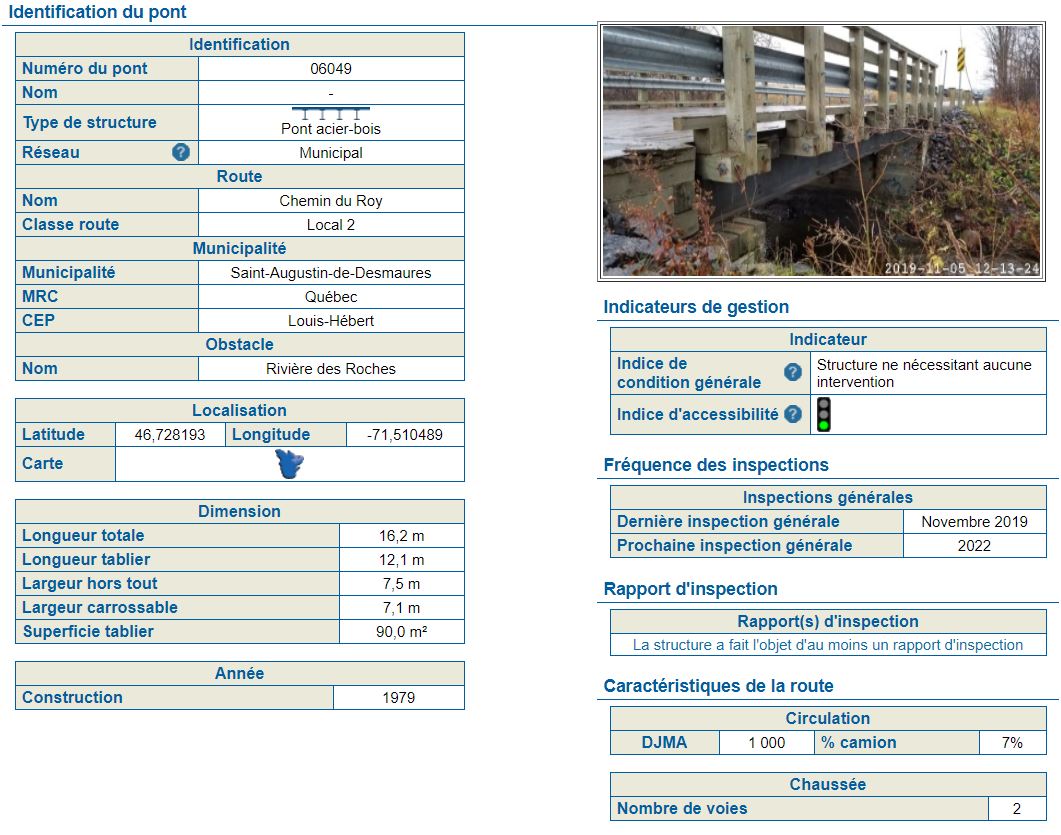 Identification du pont
Identification
Numéro du pont 06049
Nom -
Type de structure Pont acier-bois
Réseau ? Municipal
Route
Nom Chemin du Roy
Classe route Local 2
Municipalité
Municipalité Saint-Augustin-de-Desmaures
MRC Québec
CEP Louis-Hébert
Obstacle
Nom Rivière des Roches
Localisation
Latitude 46,728193 Longitude -71,510489
Carte
Dimension
Longueur totale 16,2 m
Longueur tablier 12,1 m
Largeur hors tout 7,5 m
Largeur carrossable 7,1 m
Superficie tablier 90,0 m²
Année
Construction 1979
2019-11-05_12-13-24
Indicateurs de gestion
Indicateur
Indice de
condition générale ? Structure ne nécessitant aucune
intervention
Indice d'accessibilité ?
Fréquence des inspections
Inspections générales
Dernière inspection générale Novembre 2019
Prochaine inspection générale 2022
Rapport d'inspection
Rapport(s) d'inspection
La structure a fait l'objet d'au moins un rapport d'inspection
Caractéristiques de la route
Circulation
DJMA 1 000 % camion 7%
Chaussée
Nombre de voies 2